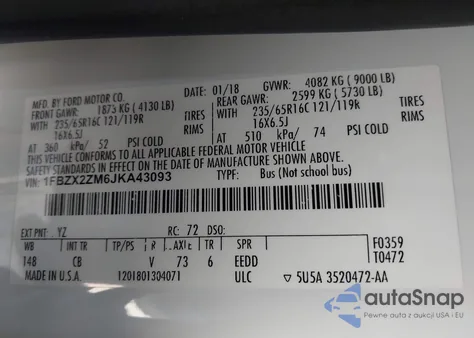 MFD. BY FORD MOTOR CO.
01/18 GVWR: 4082 KG ( 9000 LB)
FRONT GAWR: 1873 KG ( 4130 LB) REAR GAWR: 2599 KG ( 5730 LB)
WITH 235/65R16C 121/119R TIRES WITH 235/65R16C 121/119R TIRES
16X6.5J 16X6.5J
AT 360 kPa/ 52 PSI COLD AT 510 kPa/ 74 PSI COLD
THIS VEHICLE CONFORMS TO ALL APPLICABLE FEDERAL MOTOR VEHICLE
SAFETY STANDARDS IN EFFECT ON THE DATE OF MANUFACTURE SHOWN ABOVE.
VIN: 1FBZX2ZM6JKA43093 TYPE: Bus (Not school bus)
EXT PNT: YZ RC: 72 DSO:
WB INT TR TP/PS R AXLE TR SPR F0359
148 CB V 73 6 EEDD T0472
MADE IN U.S.A. 1201801304071 ULC ▽ 5U5A 3520472-AA
autoSnap
Auctions in USA i EU